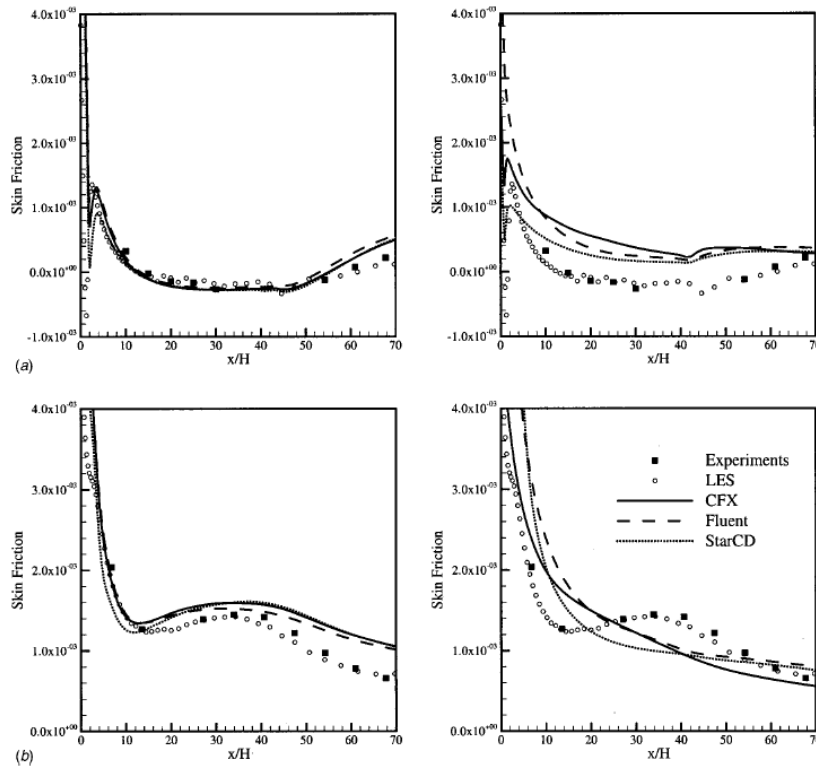 4.0x10⁻⁰³ 4.0x10⁻⁰³
3.0x10⁻⁰³ 3.0x10⁻⁰³
2.0x10⁻⁰³ 2.0x10⁻⁰³
Skin Friction Skin Friction
1.0x10⁻⁰³ 1.0x10⁻⁰³
0.0x10⁺⁰⁰ 0.0x10⁺⁰⁰
-1.0x10⁻⁰³ -1.0x10⁻⁰³
0 10 20 30 40 50 60 70 0 10 20 30 40 50 60 70
(a) x/H x/H
4.0x10⁻⁰³ 4.0x10⁻⁰³
Experiments
LES
3.0x10⁻⁰³ 3.0x10⁻⁰³ CFX
Fluent
StarCD
Skin Friction Skin Friction
2.0x10⁻⁰³ 2.0x10⁻⁰³
1.0x10⁻⁰³ 1.0x10⁻⁰³
0.0x10⁺⁰⁰ 0.0x10⁺⁰⁰
0 10 20 30 40 50 60 70 0 10 20 30 40 50 60 70
(b) x/H x/H